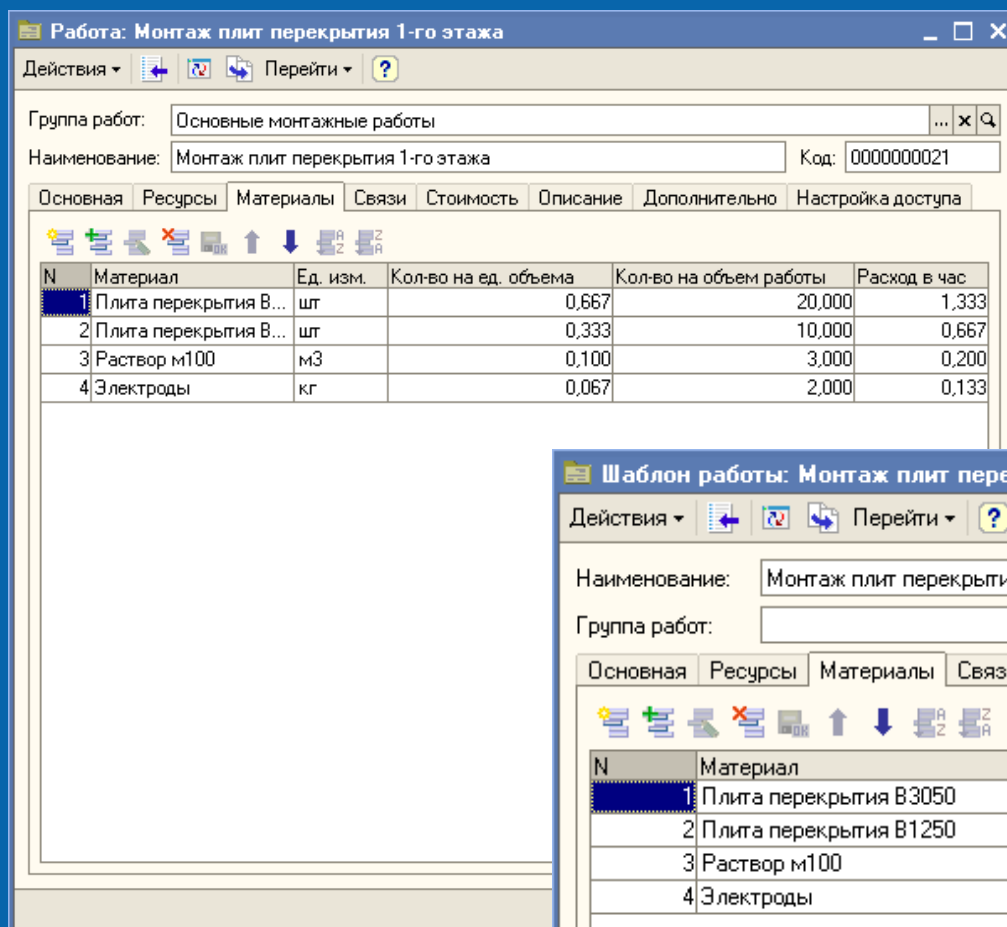 Работа: Монтаж плит перекрытия 1-го этажа
Действия Перейти ?
Группа работ: Основные монтажные работы ...
Наименование: Монтаж плит перекрытия 1-го этажа Код: 0000000021
Основная Ресурсы Материалы Связи Стоимость Описание Дополнительно Настройка доступа
N Материал Ед. изм. Кол-во на ед. объема Кол-во на объем работы Расход в час
1 Плита перекрытия В... шт 0,667 20,000 1,333
2 Плита перекрытия В... шт 0,333 10,000 0,667
3 Раствор м100 м3 0,100 3,000 0,200
4 Электроды кг 0,067 2,000 0,133
Шаблон работы: Монтаж плит пере
Действия Перейти ?
Наименование: Монтаж плит перекрыти
Группа работ:
Основная Ресурсы Материалы Связ
N Материал
1 Плита перекрытия В3050
2 Плита перекрытия В1250
3 Раствор м100
4 Электроды